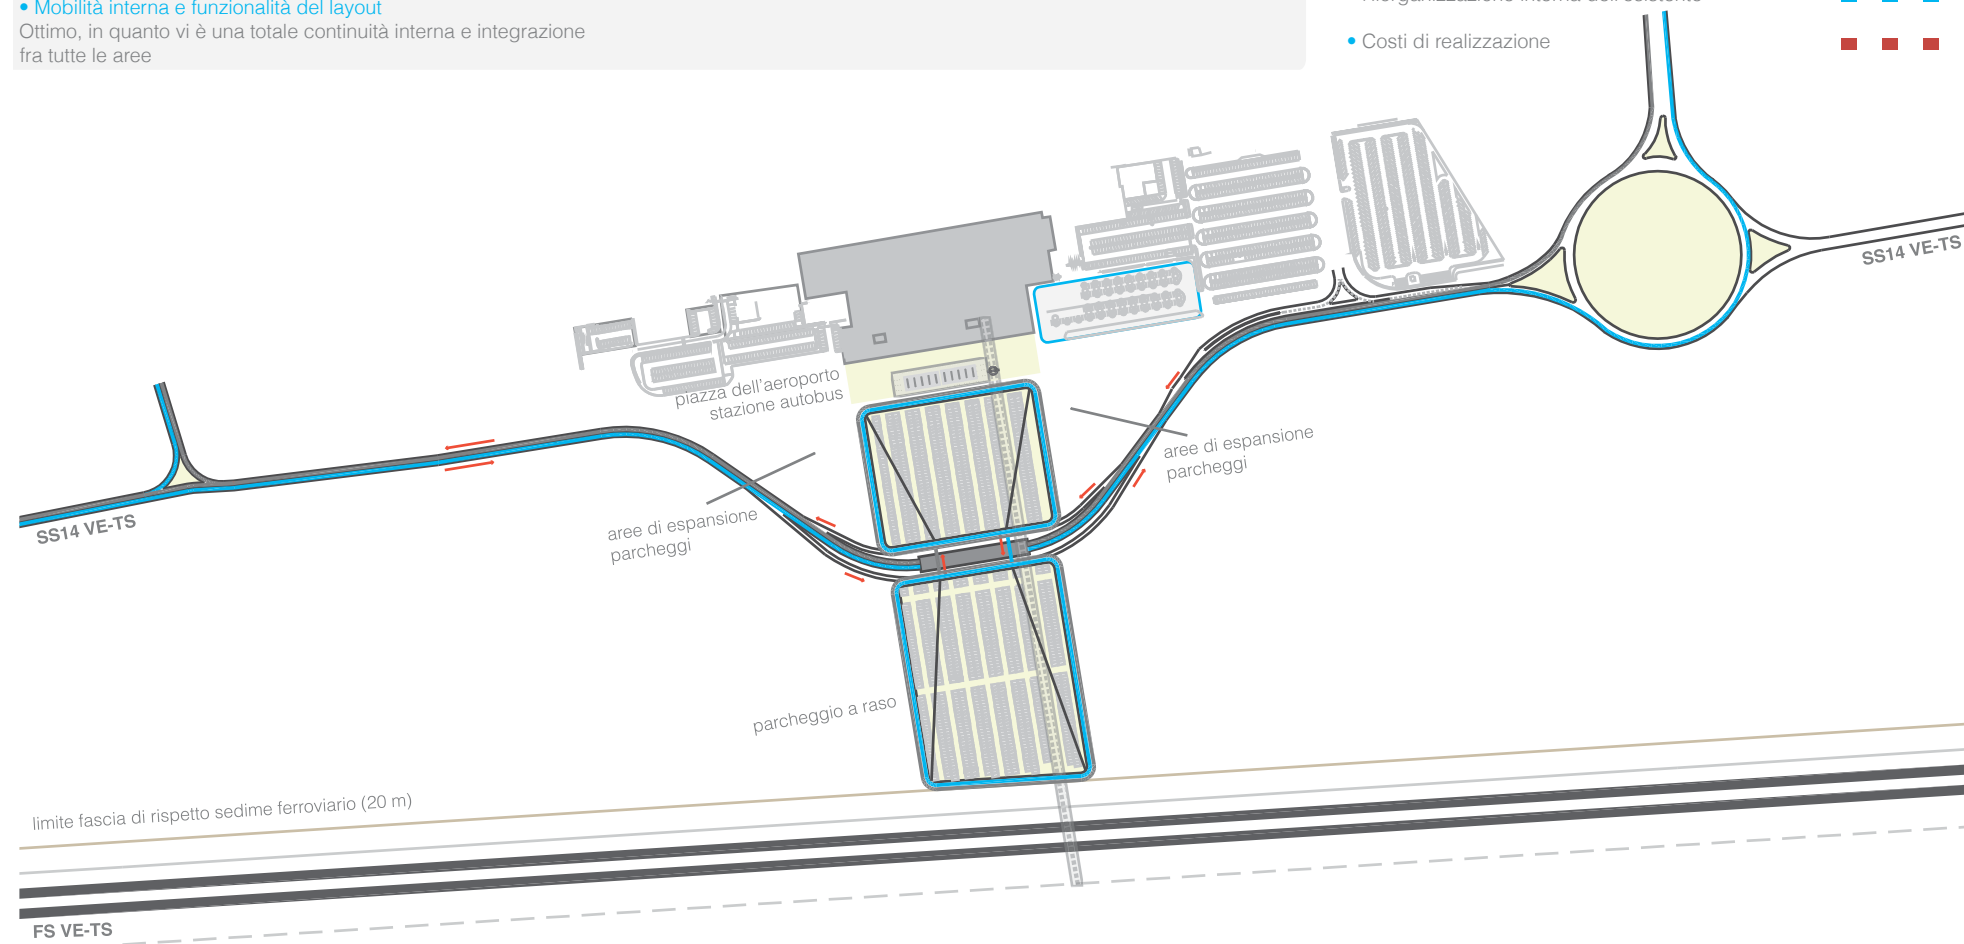 • Mobilità interna e funzionalità del layout
Ottimo, in quanto vi è una totale continuità interna e integrazione
fra tutte le aree
• Costi di realizzazione
SS14 VE-TS
piazza dell'aeroporto
stazione autobus
aree di espansione
parcheggi
aree di espansione
parcheggi
SS14 VE-TS
parcheggio a raso
limite fascia di rispetto sedime ferroviario (20 m)
FS VE-TS